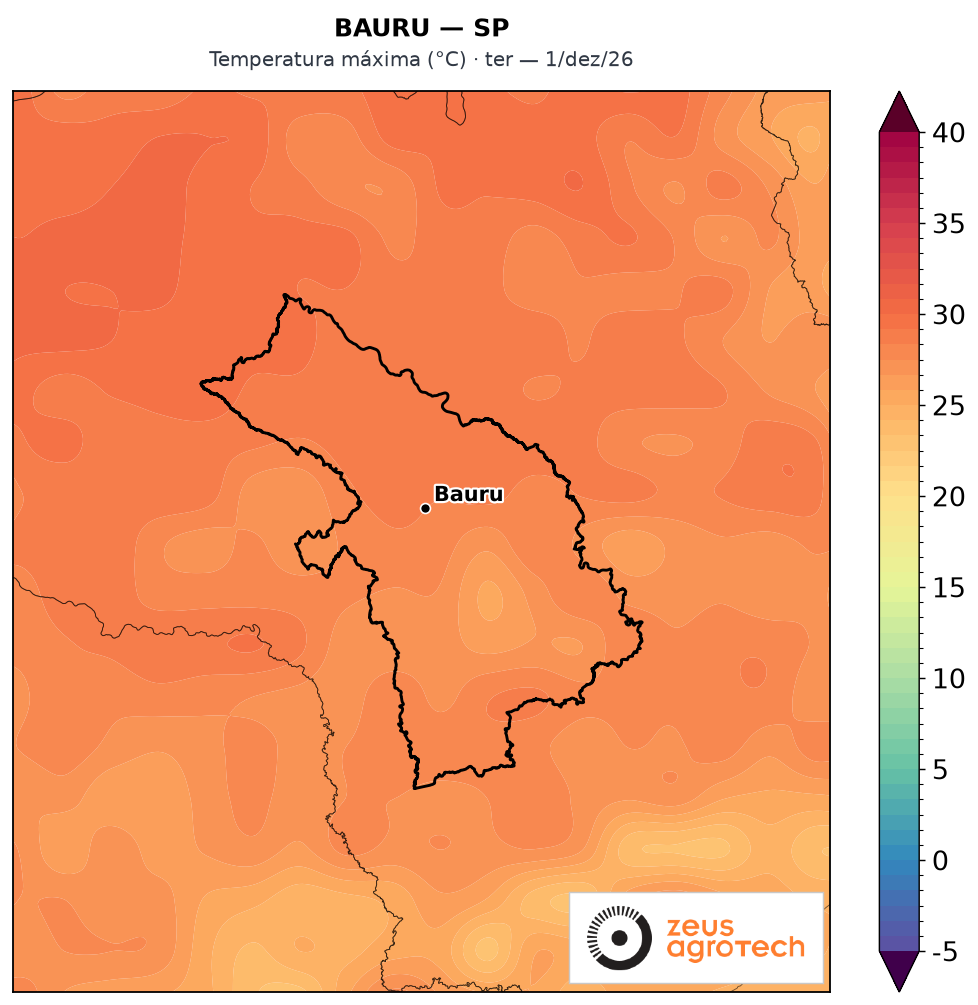 BAURU — SP
Temperatura máxima (°C) · ter — 1/dez/26
40
35
30
25
20
15
10
5
0
-5
Bauru
zeus
agrotech